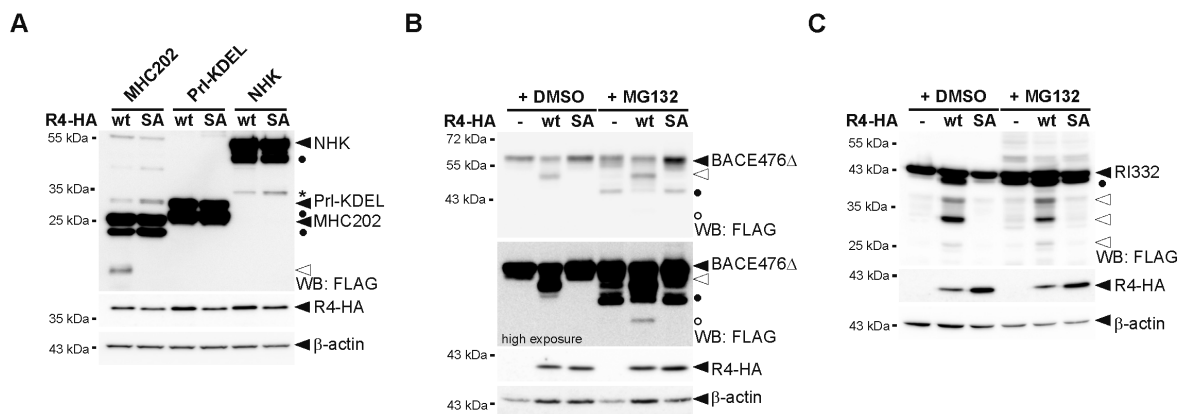 A
MHC202
Prl-KDEL
NHK
R4-HA wt SA wt SA wt SA
55 kDa
NHK
35 kDa
*
Prl-KDEL
25 kDa
MHC202
WB: FLAG
R4-HA
35 kDa
43 kDa
β-actin
B
+ DMSO + MG132
R4-HA - wt SA - wt SA
72 kDa
55 kDa
BACE476Δ
43 kDa
WB: FLAG
BACE476Δ
high exposure
WB: FLAG
43 kDa
R4-HA
43 kDa
β-actin
C
+ DMSO + MG132
R4-HA - wt SA - wt SA
55 kDa
43 kDa
RI332
35 kDa
25 kDa
WB: FLAG
43 kDa
R4-HA
43 kDa
β-actin